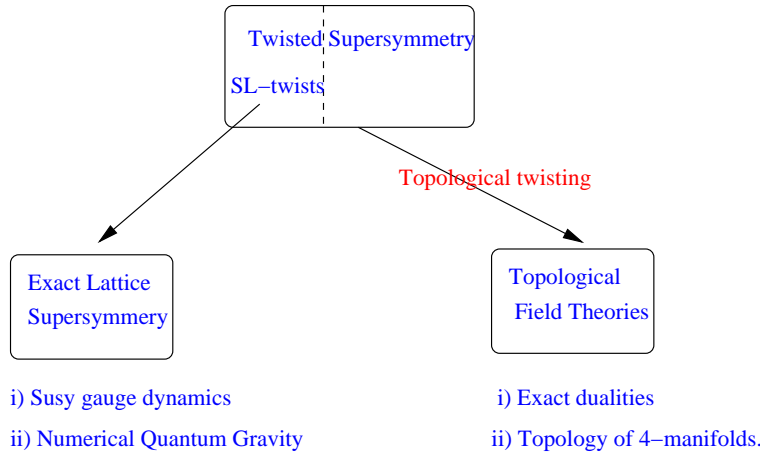 Twisted Supersymmetry
SL−twists
Topological twisting
Exact Lattice
Supersymmery
Topological
Field Theories
i) Susy gauge dynamics
ii) Numerical Quantum Gravity
i) Exact dualities
ii) Topology of 4−manifolds.